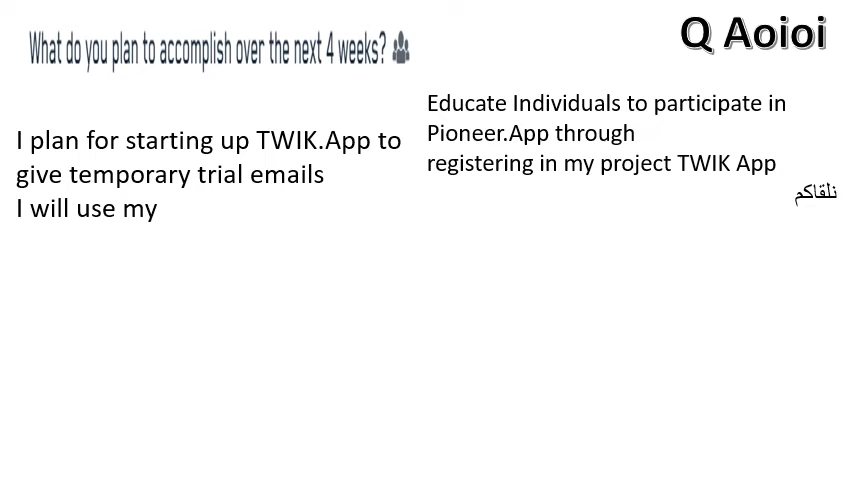 What do you plan to accomplish over the next 4 weeks?
Q Aoioi
I plan for starting up TWIK.App to
give temporary trial emails
I will use my
Educate Individuals to participate in
Pioneer.App through
registering in my project TWIK App
نلقاكم